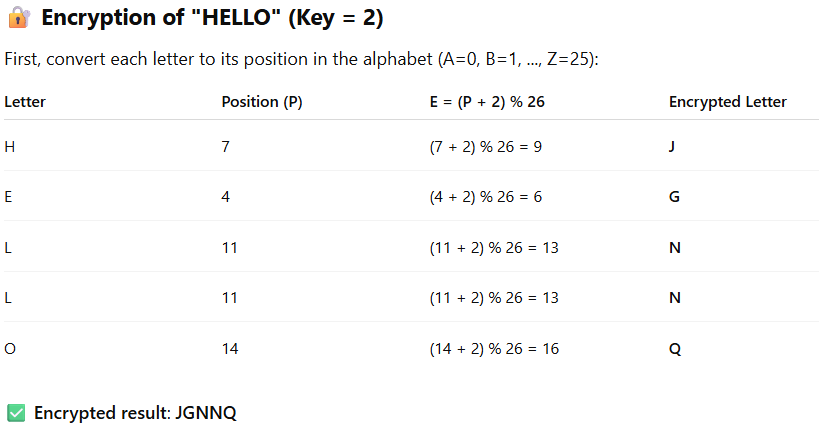 🔐 Encryption of "HELLO" (Key = 2)
First, convert each letter to its position in the alphabet (A=0, B=1, ..., Z=25):
Letter Position (P) E = (P + 2) % 26 Encrypted Letter
H 7 (7 + 2) % 26 = 9 J
E 4 (4 + 2) % 26 = 6 G
L 11 (11 + 2) % 26 = 13 N
L 11 (11 + 2) % 26 = 13 N
O 14 (14 + 2) % 26 = 16 Q
✅ Encrypted result: JGNNQ